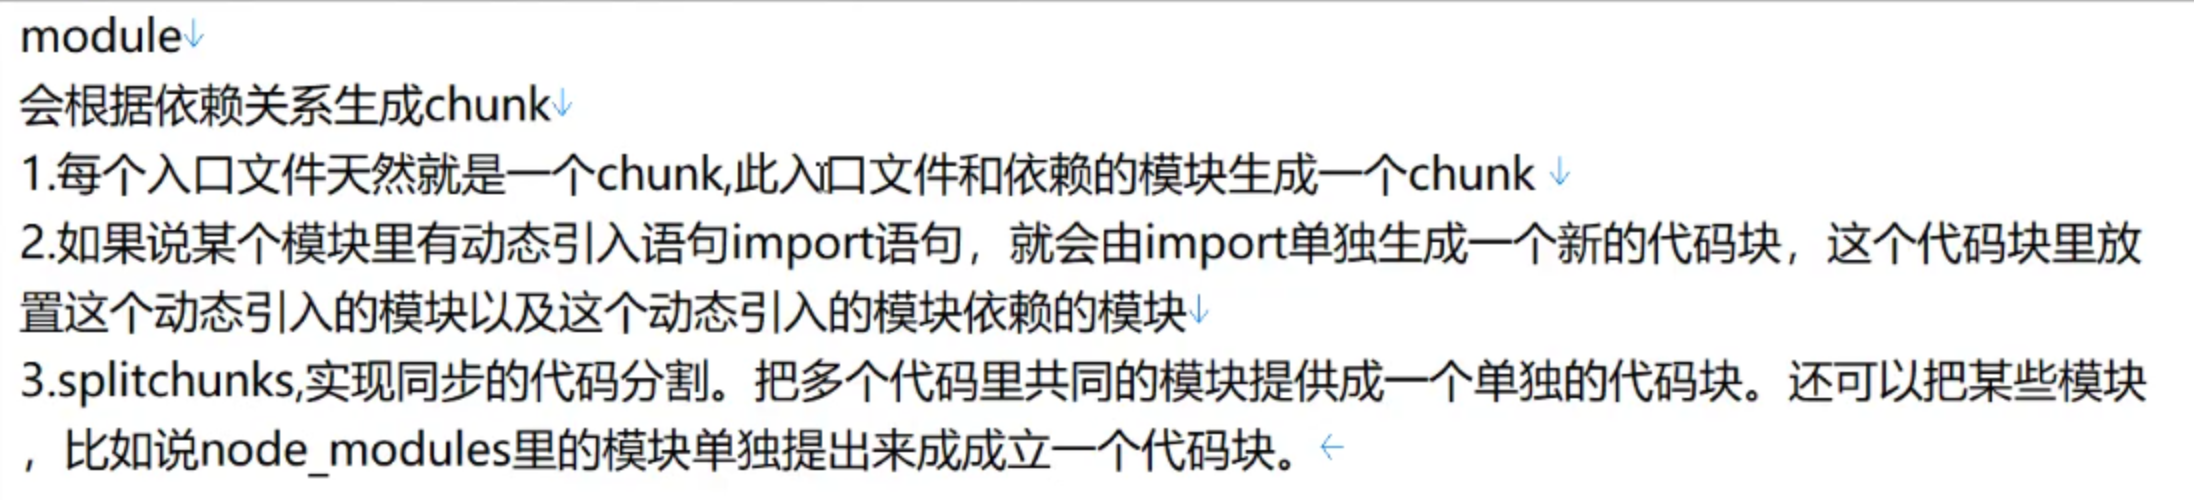 module↓
会根据依赖关系生成chunk↓
1.每个入口文件天然就是一个chunk,此入口文件和依赖的模块生成一个chunk ↓
2.如果说某个模块里有动态引入语句import语句，就会由import单独生成一个新的代码块，这个代码块里放
置这个动态引入的模块以及这个动态引入的模块依赖的模块↓
3.splitchunks,实现同步的代码分割。把多个代码里共同的模块提供成一个单独的代码块。还可以把某些模块
，比如说node_modules里的模块单独提出来成成立一个代码块。←